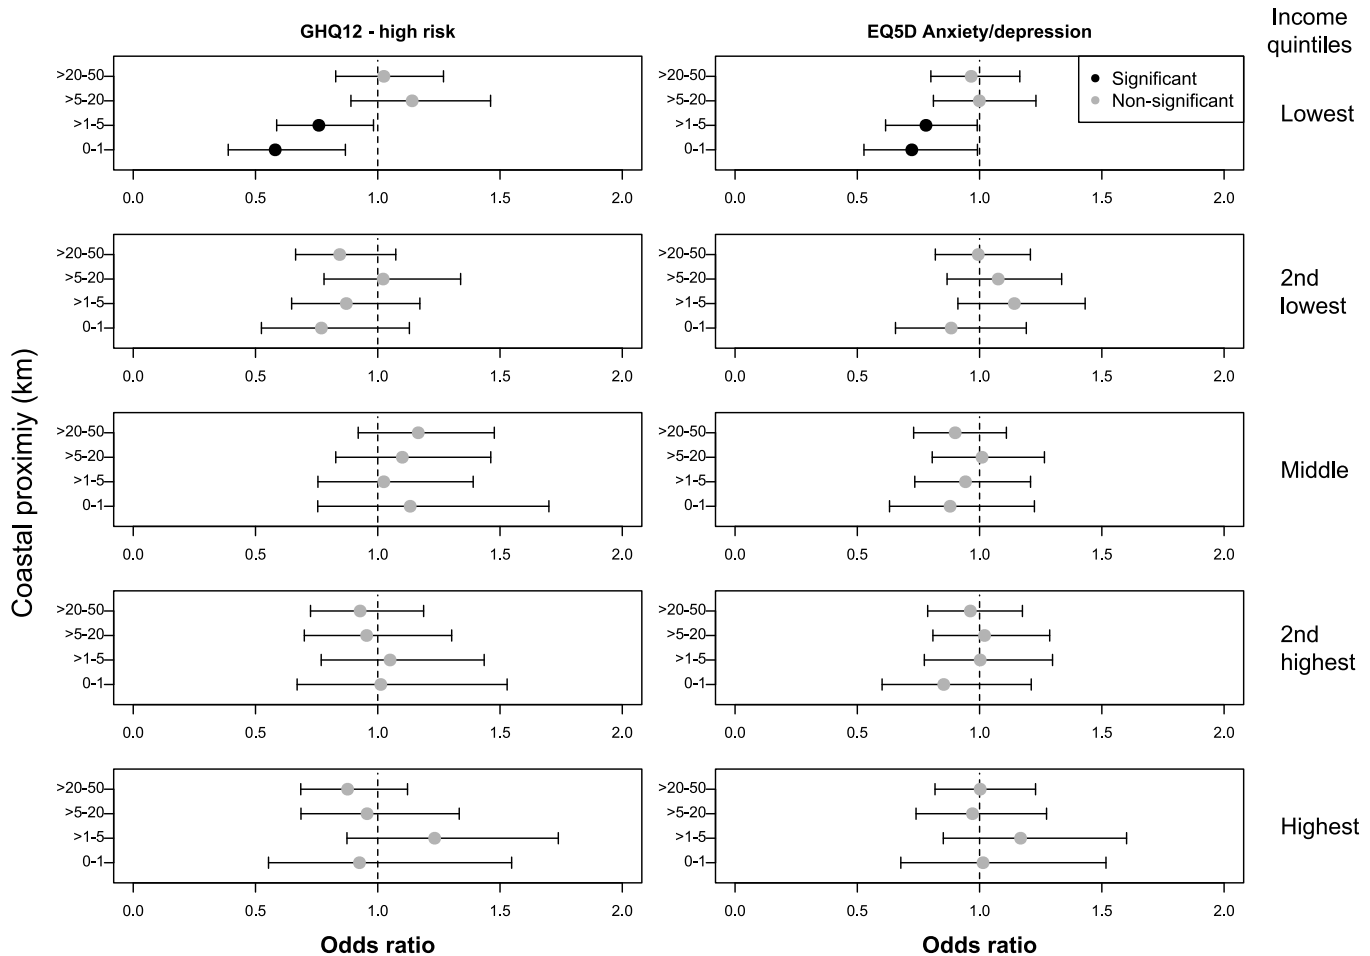 GHQ12 - high risk
EQ5D Anxiety/depression
Income
quintiles
>20-50
>5-20
>1-5
0-1
0.0 0.5 1.0 1.5 2.0
>20-50
>5-20
>1-5
0-1
0.0 0.5 1.0 1.5 2.0
Significant
Non-significant
Lowest
>20-50
>5-20
>1-5
0-1
0.0 0.5 1.0 1.5 2.0
>20-50
>5-20
>1-5
0-1
0.0 0.5 1.0 1.5 2.0
2nd
lowest
Coastal proximiy (km)
>20-50
>5-20
>1-5
0-1
0.0 0.5 1.0 1.5 2.0
>20-50
>5-20
>1-5
0-1
0.0 0.5 1.0 1.5 2.0
Middle
>20-50
>5-20
>1-5
0-1
0.0 0.5 1.0 1.5 2.0
>20-50
>5-20
>1-5
0-1
0.0 0.5 1.0 1.5 2.0
2nd
highest
>20-50
>5-20
>1-5
0-1
0.0 0.5 1.0 1.5 2.0
>20-50
>5-20
>1-5
0-1
0.0 0.5 1.0 1.5 2.0
Highest
Odds ratio
Odds ratio